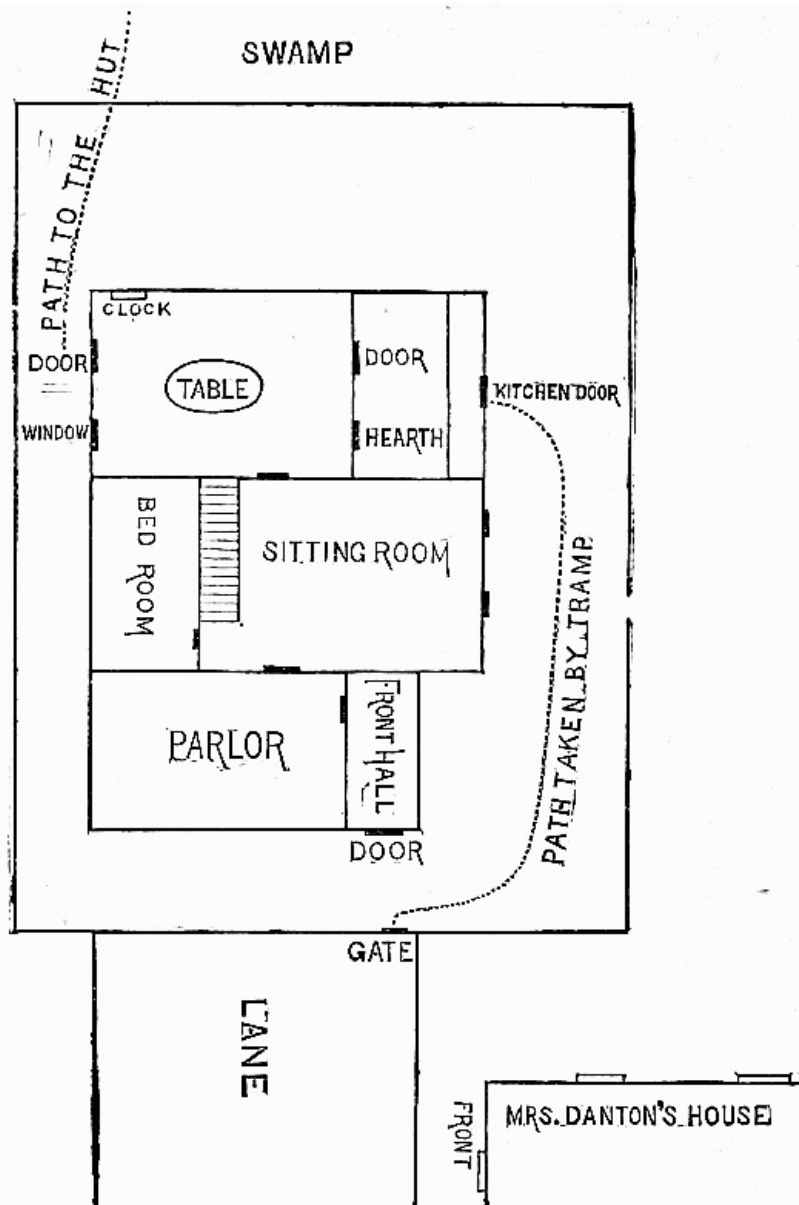 SWAMP
PATH TO THE HUT
CLOCK
DOOR
TABLE
DOOR
KITCHEN DOOR
WINDOW
HEARTH
BED ROOM
SITTING ROOM
PATH TAKEN BY TRAMP
PARLOR
FRONT HALL
DOOR
GATE
LANE
FRONT
MRS. DANTON'S HOUSE